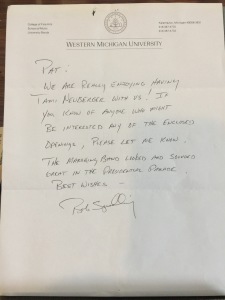 WESTERN MICHIGAN UNIVERSITY
PAT.
WE ARE REALLY ENJOYING HAVING
TAMI NEUBERGER WITH US! IF
YOU KNOW OF ANYONE WHO MIGHT
BE INTERESTED ANY OF THE ENCLOSED
OPENINGS, PLEASE LET ME KNOW.
THE MARCHING BAND LOOKED AND SOUNDED
GREAT IN THE PRESIDENTIAL PARADE.
BEST WISHES —
Bob